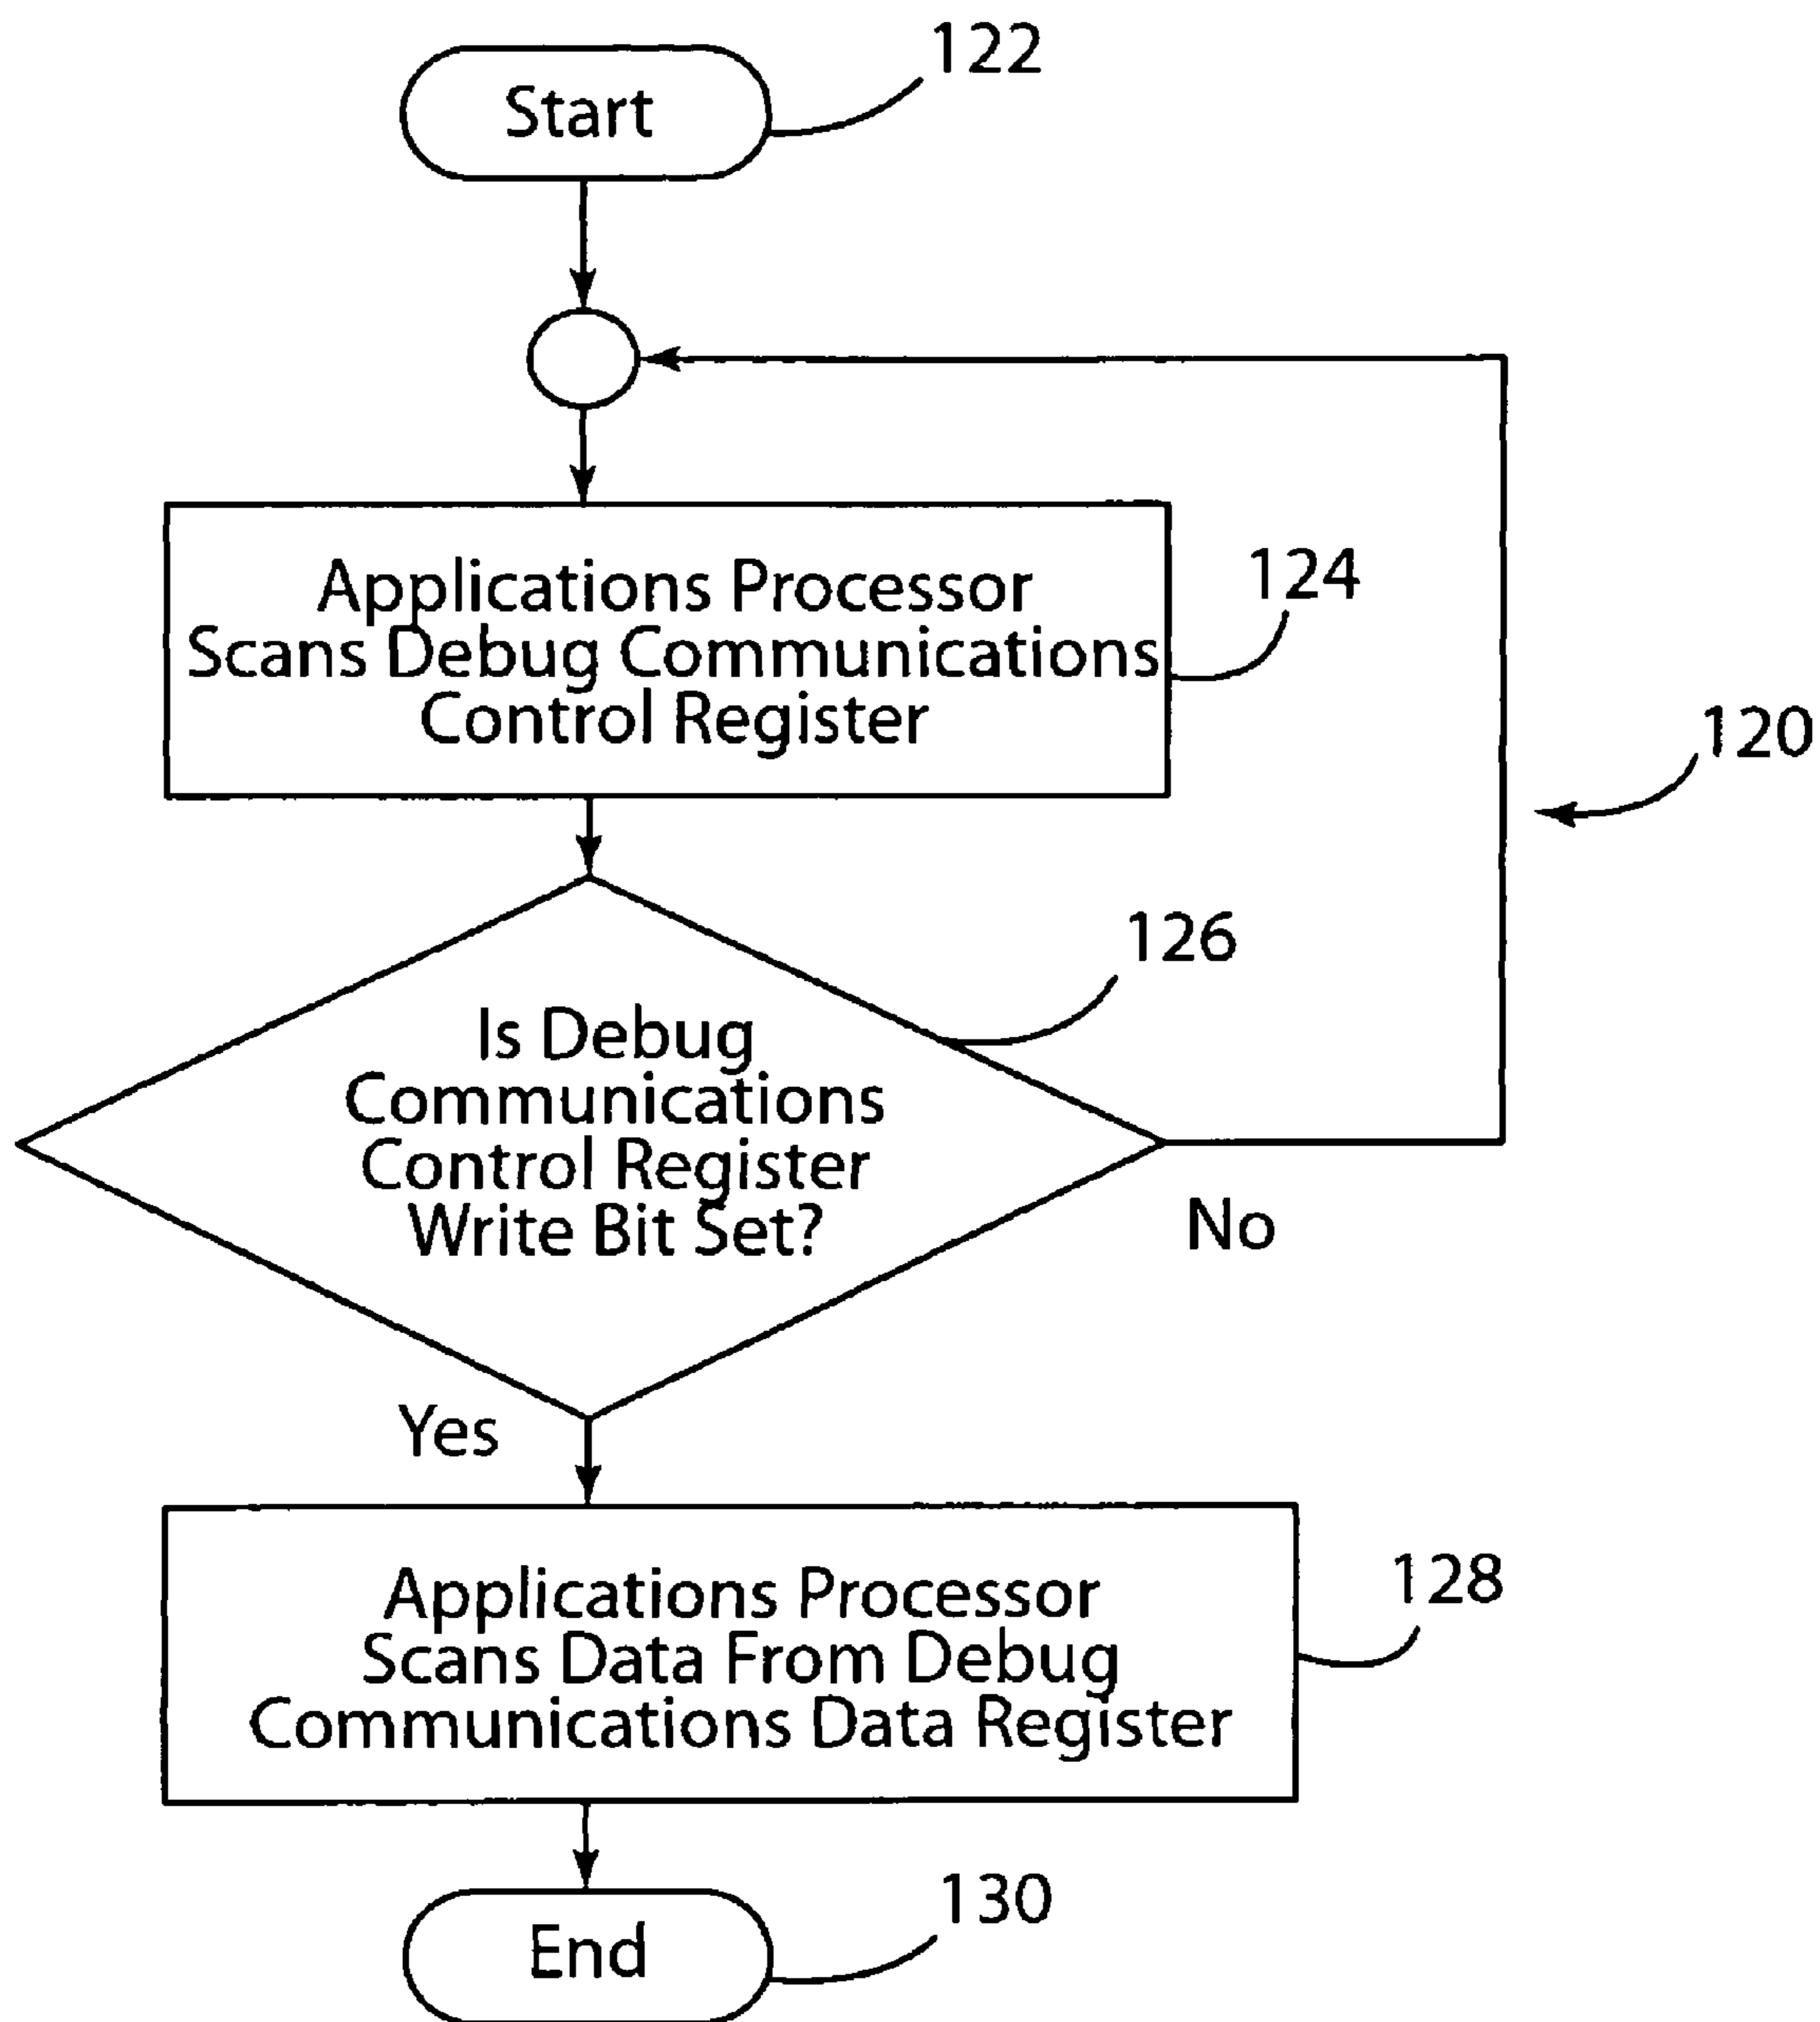 122
Start
Applications Processor
Scans Debug Communications
Control Register
124
120
126
Is Debug
Communications
Control Register
Write Bit Set?
No
Yes
Applications Processor
Scans Data From Debug
Communications Data Register
128
130
End